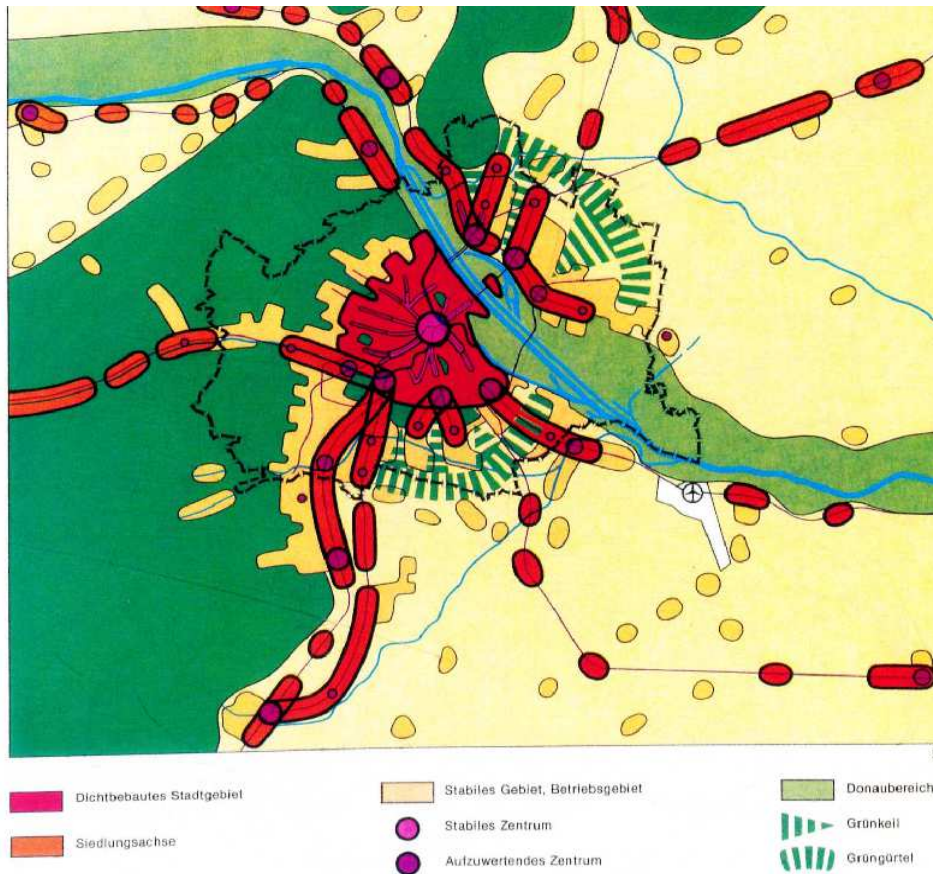 Dichtbebautes Stadtgebiet
Siedlungsachse
Stabiles Gebiet, Betriebsgebiet
Stabiles Zentrum
Aufzuwertendes Zentrum
Donaubereich
Grünkeil
Grüngürtel